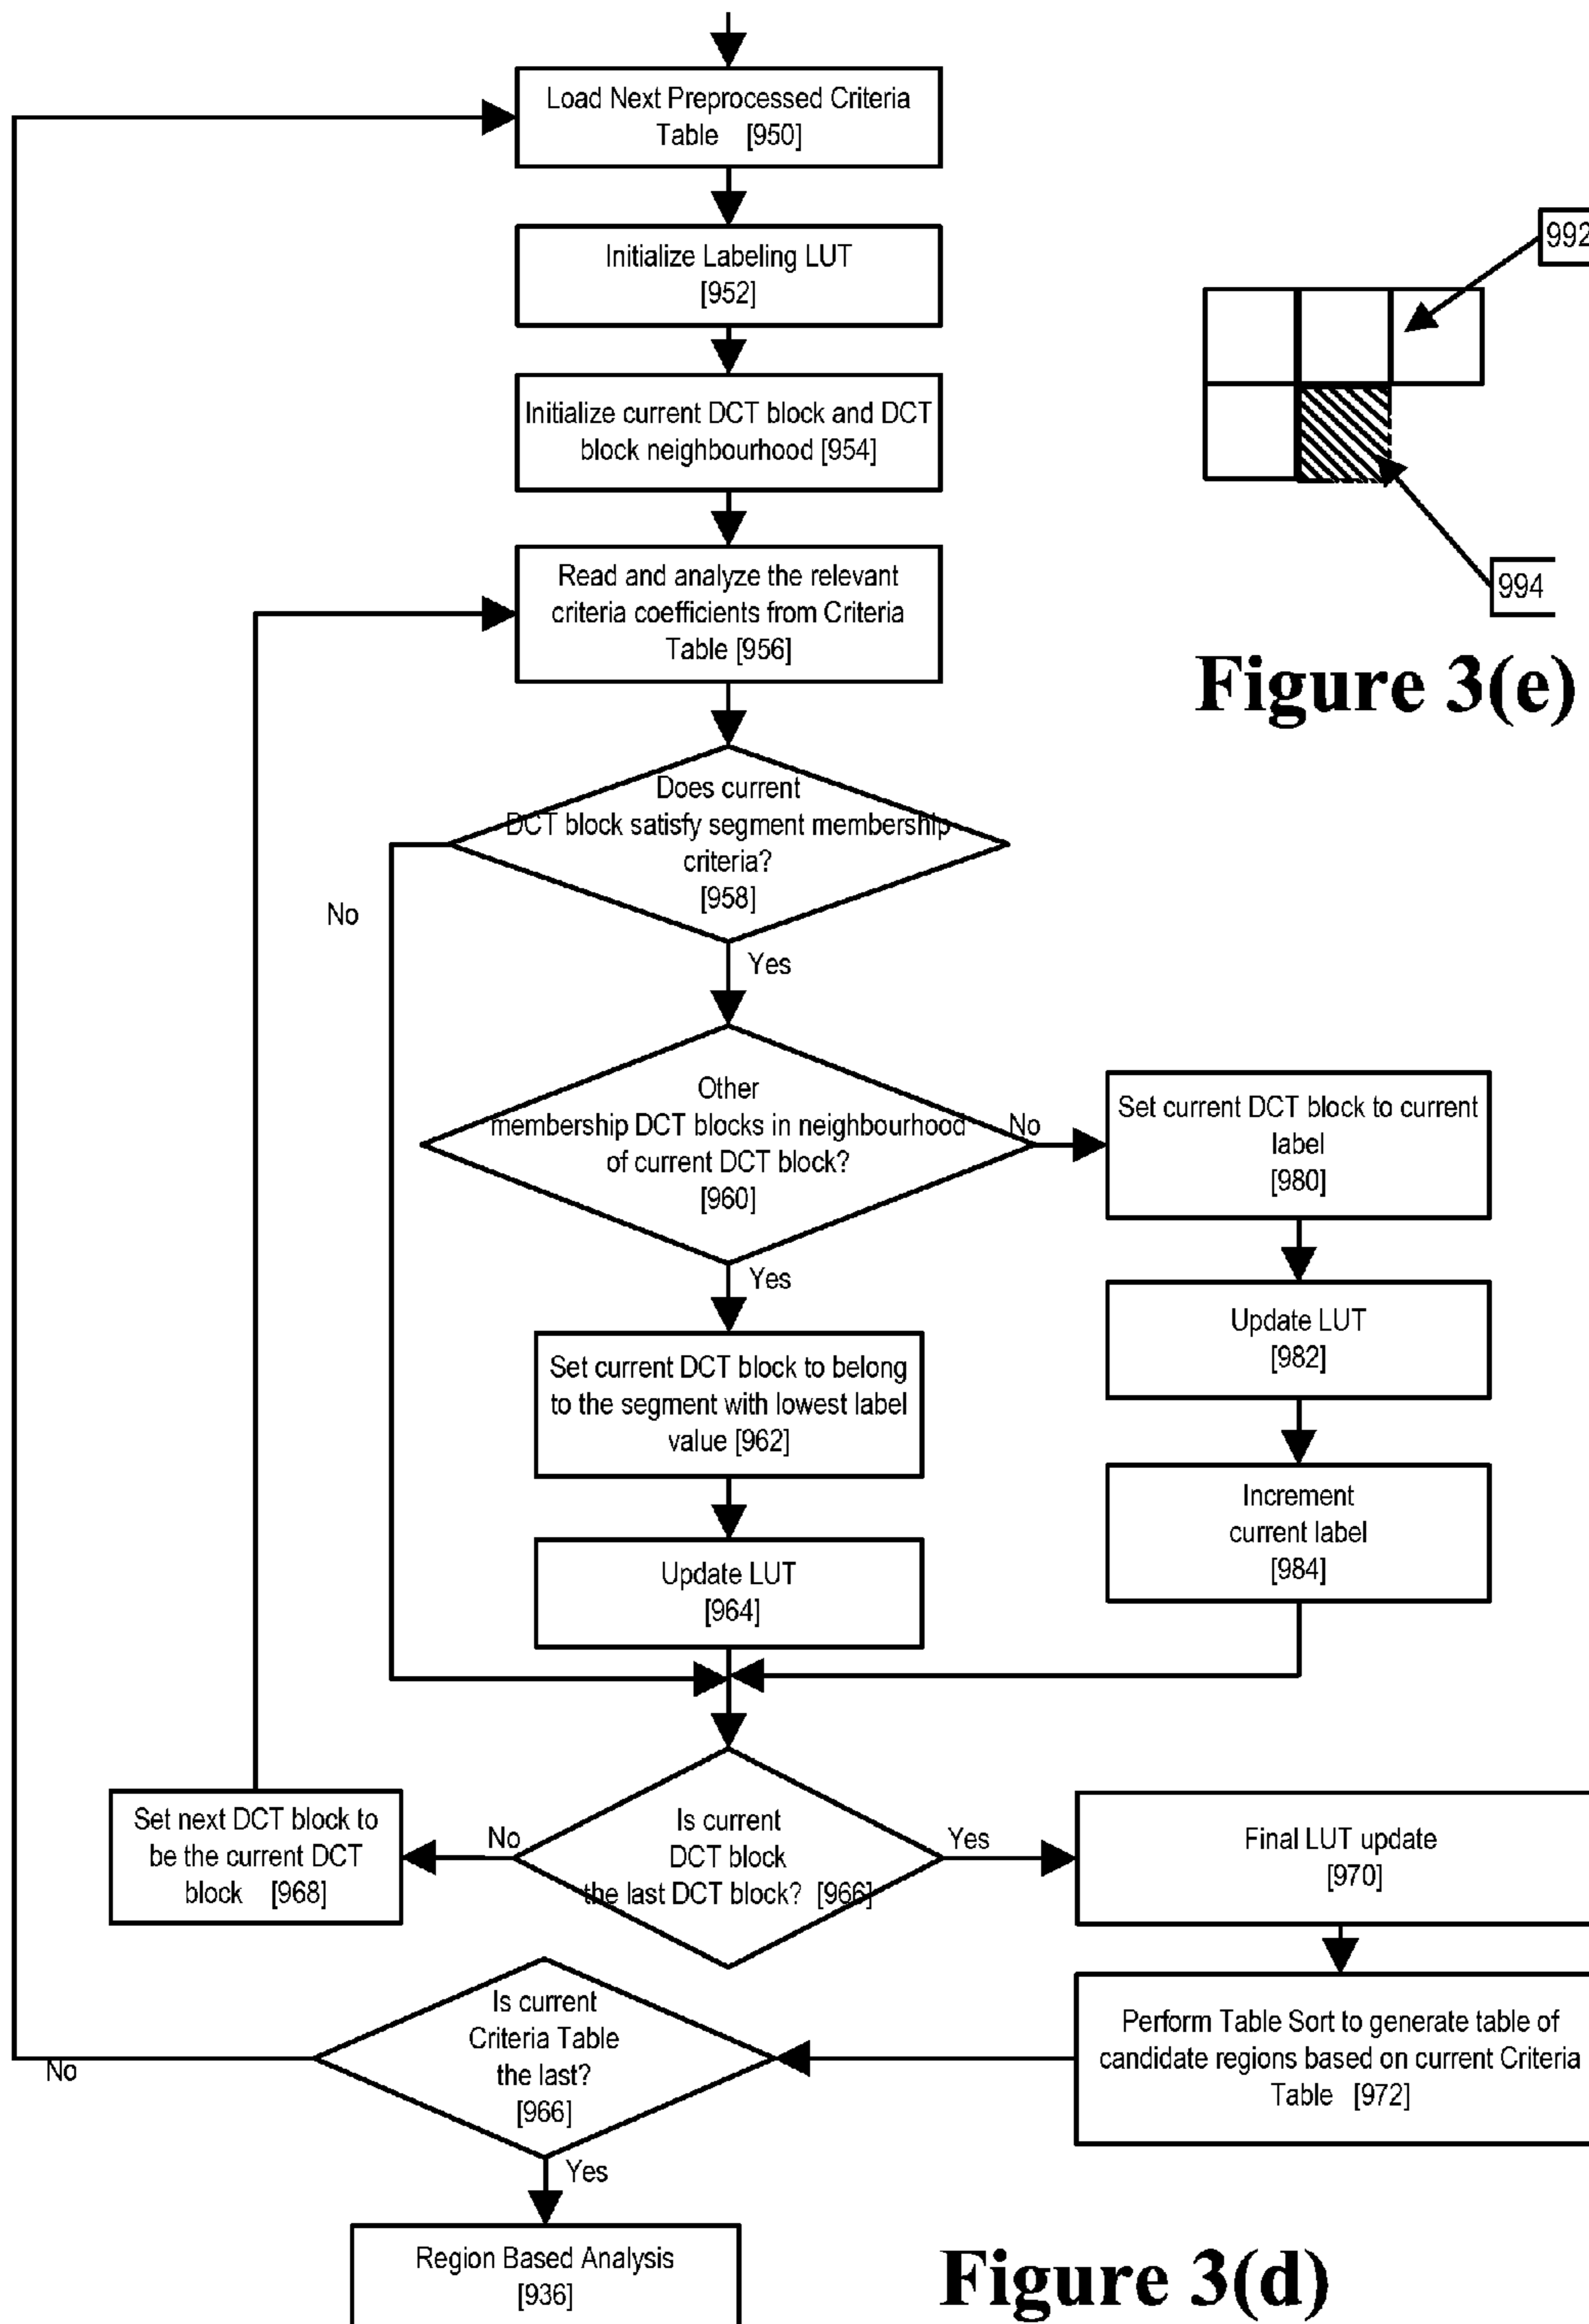 Load Next Preprocessed Criteria
Table [950]
Initialize Labeling LUT
[952]
992
Initialize current DCT block and DCT
block neighbourhood [954]
Read and analyze the relevant
criteria coefficients from Criteria
Table [956]
994
Figure 3(e)
Does current
DCT block satisfy segment membership
criteria?
[958]
No
Yes
Other
membership DCT blocks in neighbourhood
of current DCT block?
[960]
No
Set current DCT block to current
label
[980]
Yes
Update LUT
[982]
Set current DCT block to belong
to the segment with lowest label
value [962]
Increment
current label
[984]
Update LUT
[964]
Set next DCT block to
be the current DCT
block [968]
No
Is current
DCT block
the last DCT block? [966]
Yes
Final LUT update
[970]
Is current
Criteria Table
the last?
[966]
Perform Table Sort to generate table of
candidate regions based on current Criteria
Table [972]
No
Yes
Region Based Analysis
[936]
Figure 3(d)